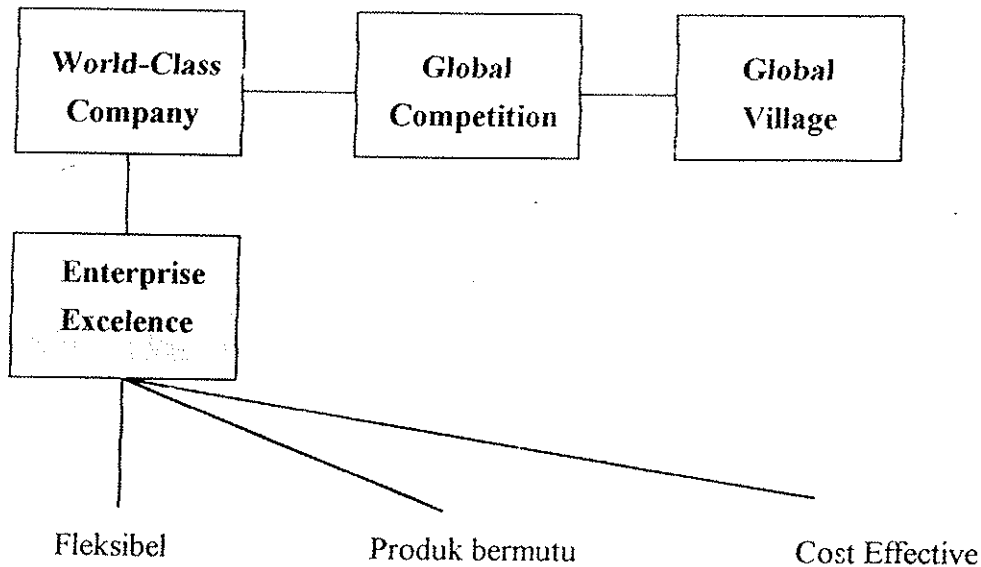 World-Class
Company
Global
Competition
Global
Village
Enterprise
Excelence
Fleksibel
Produk bermutu
Cost Effective